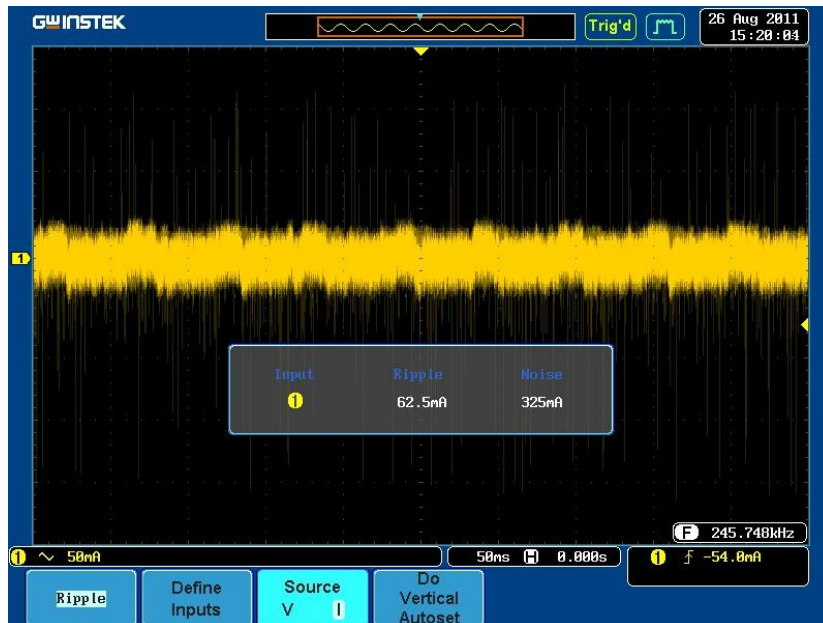 GWINSTEK
Trig'd
26 Aug 2011
15:20:04
1
Input Ripple Noise
1 62.5mA 325mA
F 245.748kHz
1 ~ 50mA
50ms H 0.000s
1 -54.0mA
Ripple
Define
Inputs
Source
V I
Do
Vertical
Autoset